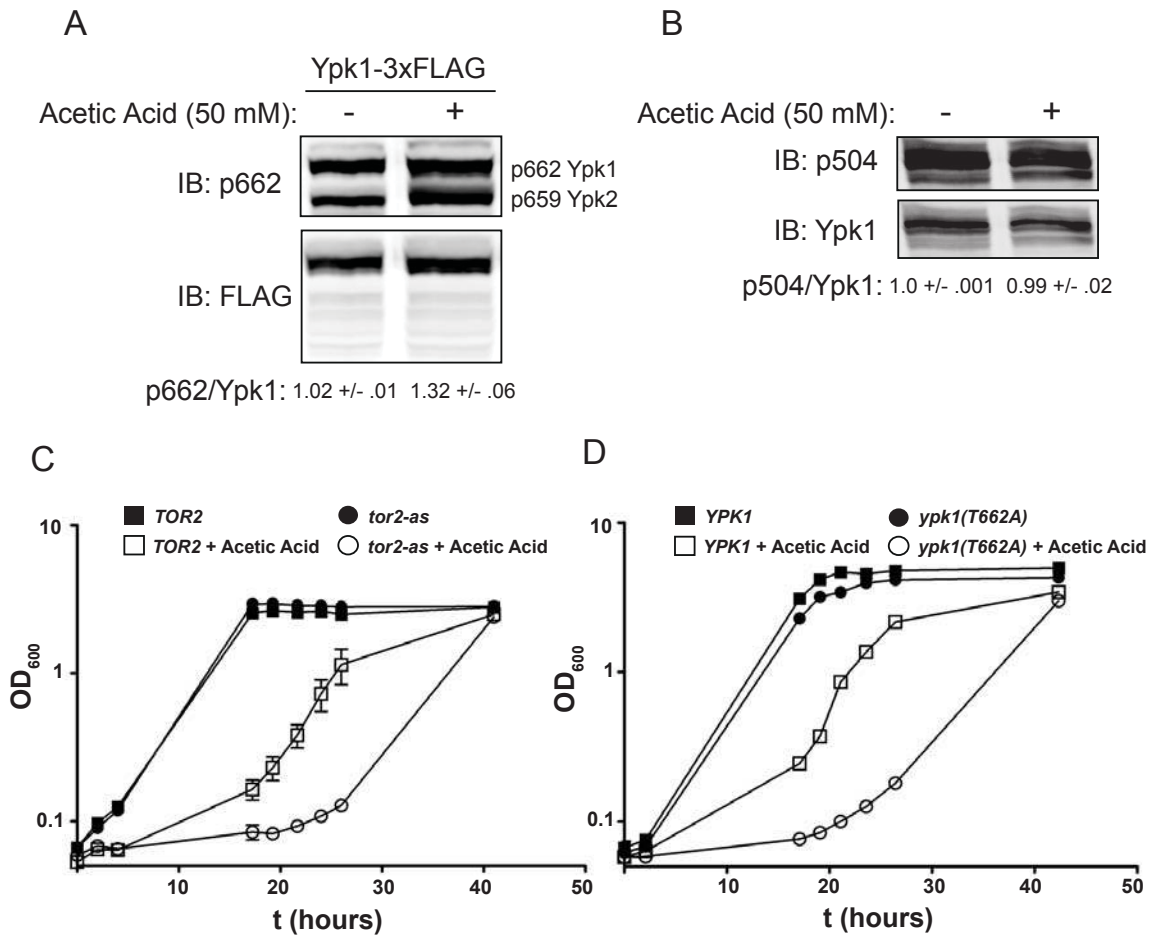 A
Ypk1-3xFLAG
Acetic Acid (50 mM): - +
IB: p662
p662 Ypk1
p659 Ypk2
IB: FLAG
p662/Ypk1: 1.02 +/- .01 1.32 +/- .06
B
Acetic Acid (50 mM): - +
IB: p504
IB: Ypk1
p504/Ypk1: 1.0 +/- .001 0.99 +/- .02
C
TOR2 tor2-as
TOR2 + Acetic Acid tor2-as + Acetic Acid
10
1
0.1
OD600
0 10 20 30 40 50
t (hours)
D
YPK1 ypk1(T662A)
YPK1 + Acetic Acid ypk1(T662A) + Acetic Acid
10
1
0.1
OD600
10 20 30 40 50
t (hours)